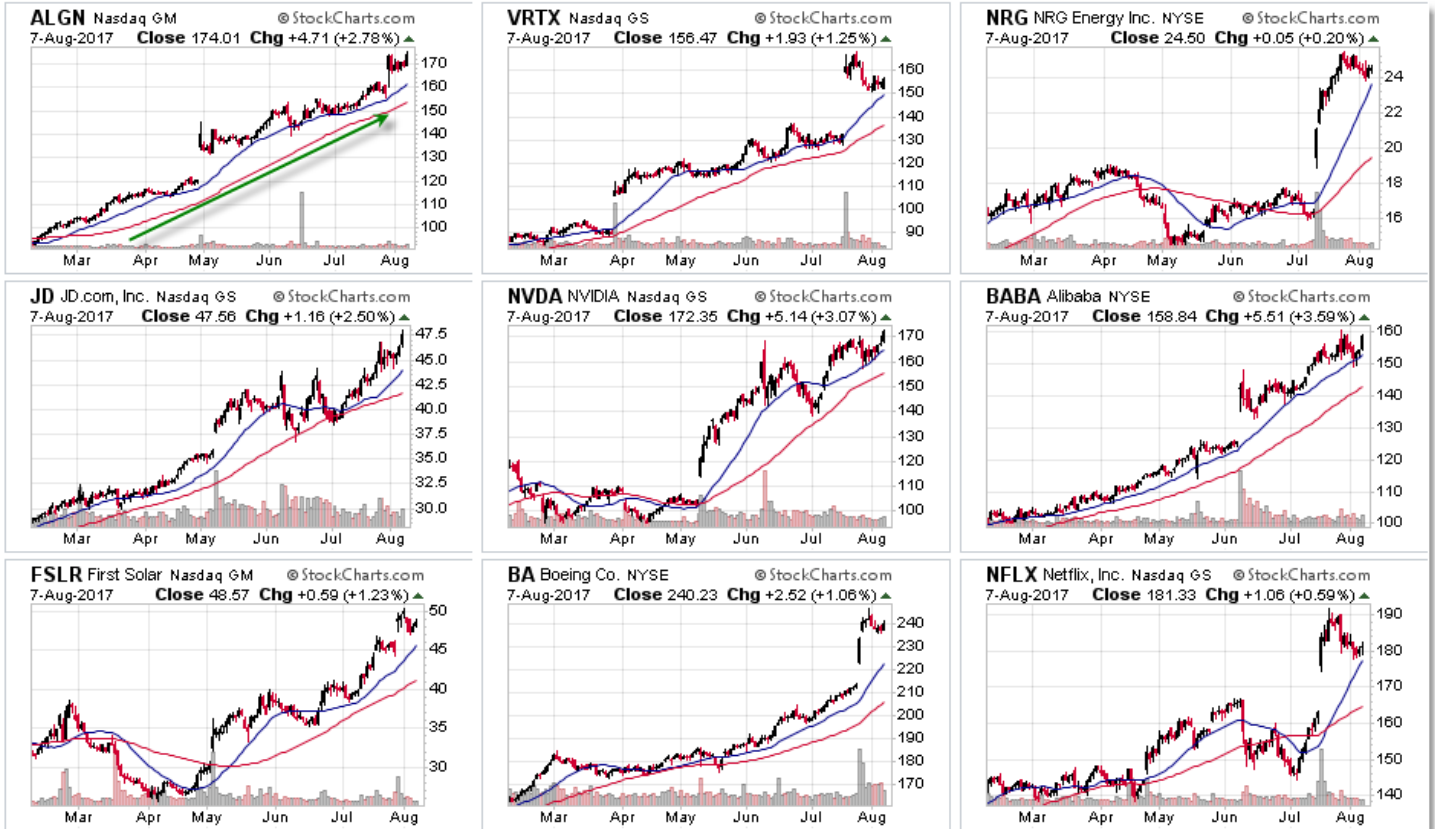 ALGN Nasdaq GM © StockCharts.com
7-Aug-2017 Close 174.01 Chg +4.71 (+2.78%)
170
160
150
140
130
120
110
100
Mar Apr May Jun Jul Aug
VRTX Nasdaq GS © StockCharts.com
7-Aug-2017 Close 156.47 Chg +1.93 (+1.25%)
160
150
140
130
120
110
100
90
Mar Apr May Jun Jul Aug
NRG NRG Energy Inc. NYSE © StockCharts.com
7-Aug-2017 Close 24.50 Chg +0.05 (+0.20%)
24
22
20
18
16
Mar Apr May Jun Jul Aug
JD JD.com, Inc. Nasdaq GS © StockCharts.com
7-Aug-2017 Close 47.56 Chg +1.16 (+2.50%)
47.5
45.0
42.5
40.0
37.5
35.0
32.5
30.0
Mar Apr May Jun Jul Aug
NVDA NVIDIA Nasdaq GS © StockCharts.com
7-Aug-2017 Close 172.35 Chg +5.14 (+3.07%)
170
160
150
140
130
120
110
100
Mar Apr May Jun Jul Aug
BABA Alibaba NYSE © StockCharts.com
7-Aug-2017 Close 158.84 Chg +5.51 (+3.59%)
160
150
140
130
120
110
100
Mar Apr May Jun Jul Aug
FSLR First Solar Nasdaq GM © StockCharts.com
7-Aug-2017 Close 48.57 Chg +0.59 (+1.23%)
50
45
40
35
30
Mar Apr May Jun Jul Aug
BA Boeing Co. NYSE © StockCharts.com
7-Aug-2017 Close 240.23 Chg +2.52 (+1.06%)
240
230
220
210
200
190
180
170
Mar Apr May Jun Jul Aug
NFLX Netflix, Inc. Nasdaq GS © StockCharts.com
7-Aug-2017 Close 181.33 Chg +1.06 (+0.59%)
190
180
170
160
150
140
Mar Apr May Jun Jul Aug